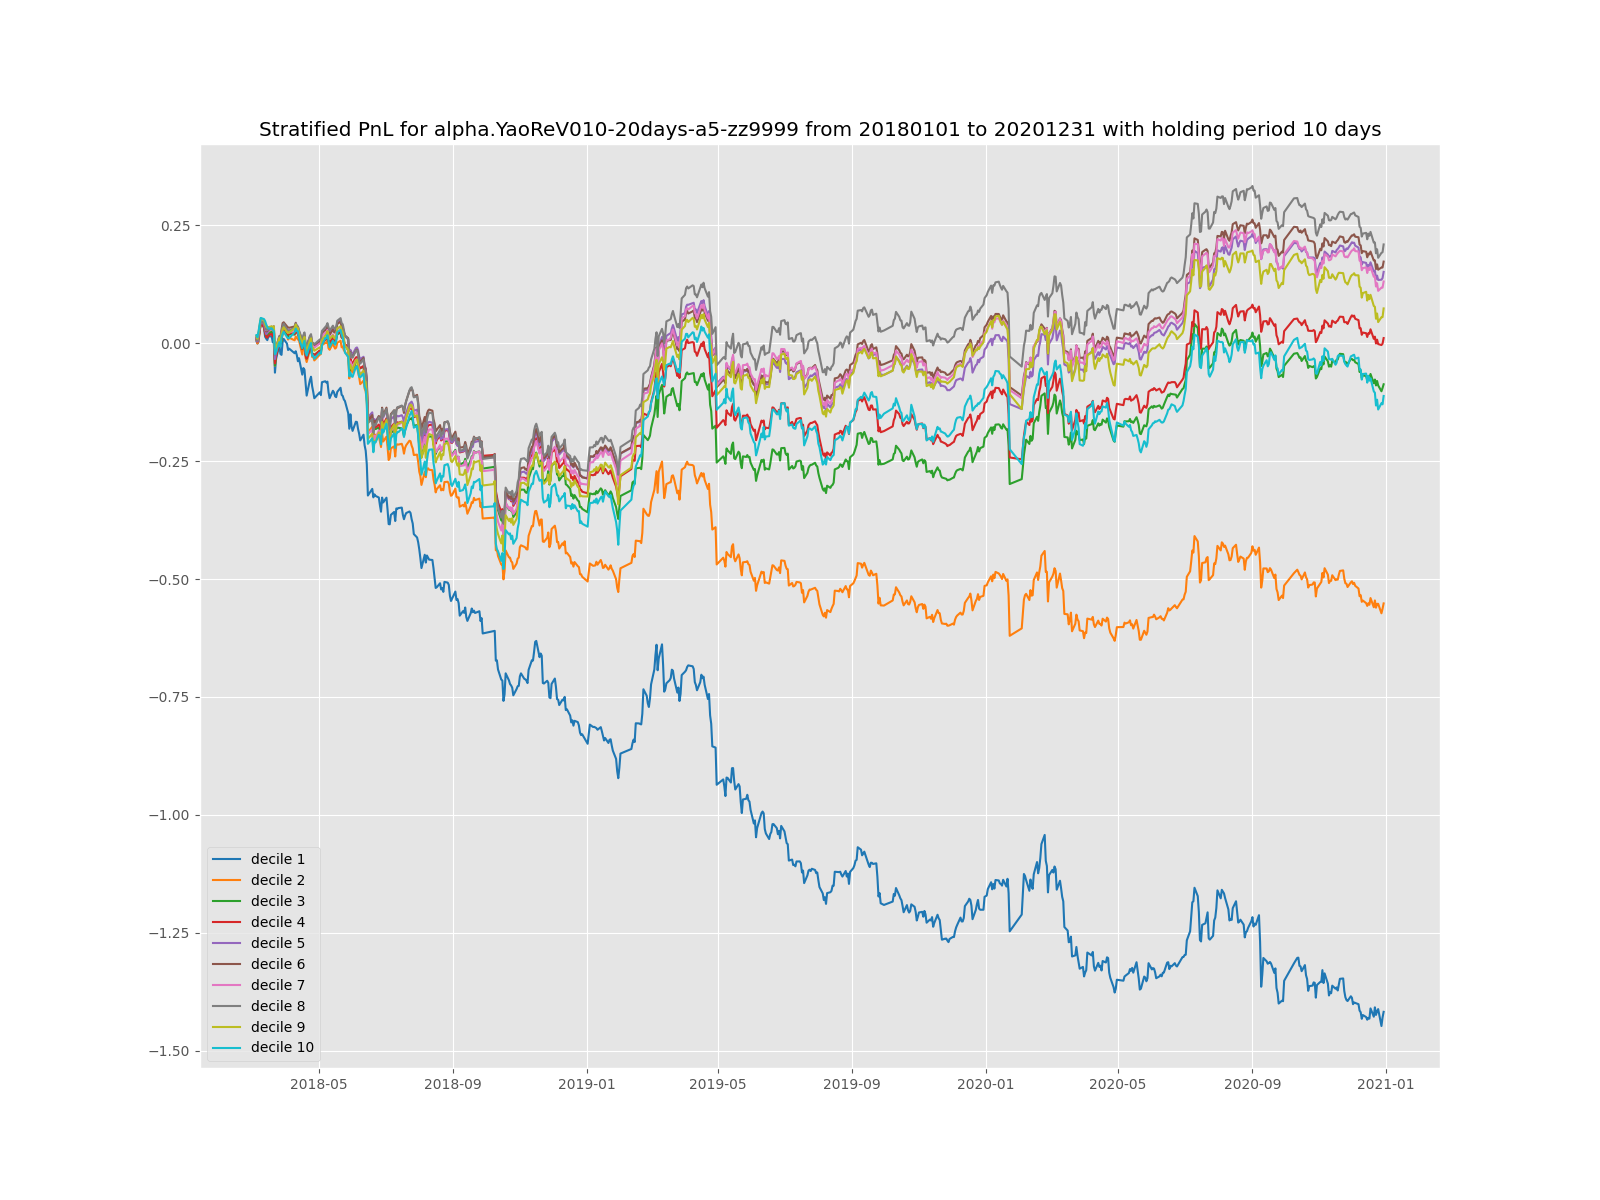 Stratified PnL for alpha.YaoReV010-20days-a5-zz9999 from 20180101 to 20201231 with holding period 10 days
0.25
0.00
−0.25
−0.50
−0.75
−1.00
−1.25
−1.50
decile 1
decile 2
decile 3
decile 4
decile 5
decile 6
decile 7
decile 8
decile 9
decile 10
2018-05 2018-09 2019-01 2019-05 2019-09 2020-01 2020-05 2020-09 2021-01